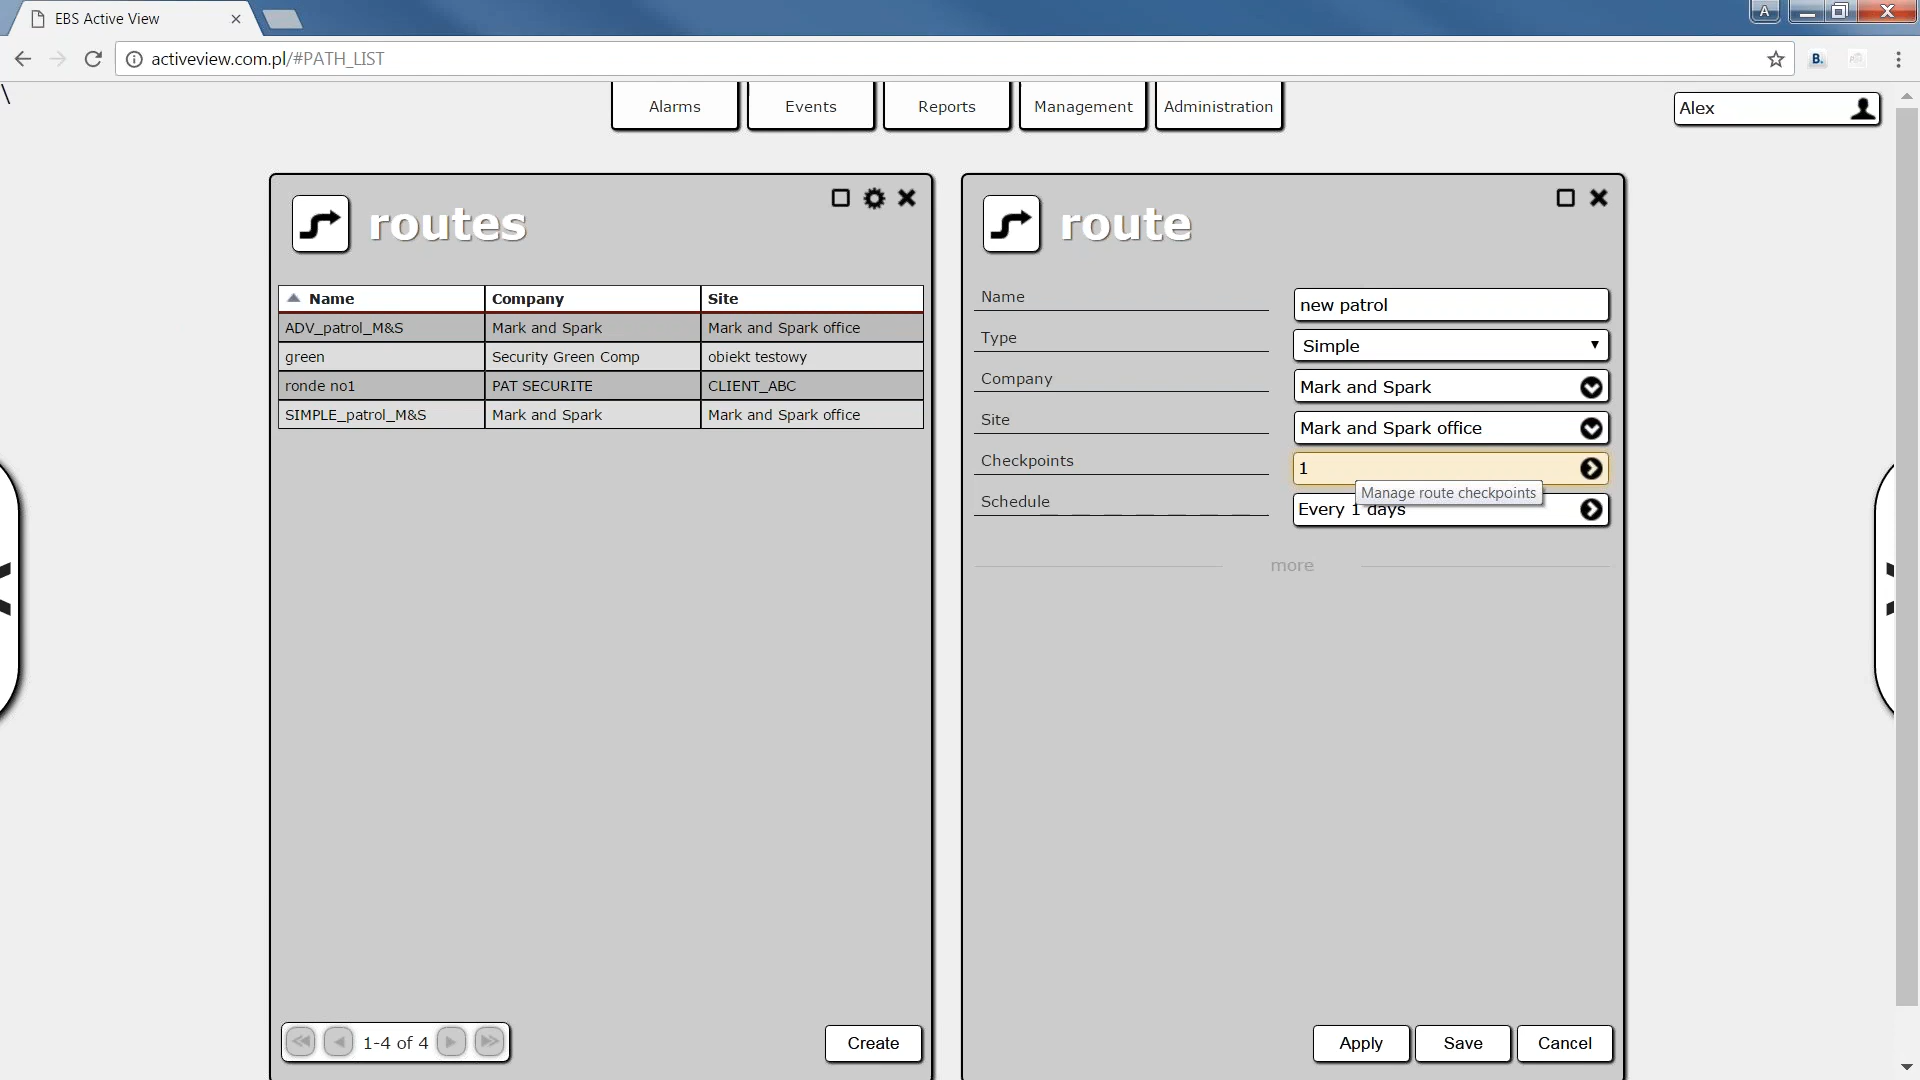 EBS Active View
A
activeview.com.pl/#PATH_LIST
B.
\
Alarms
Events
Reports
Management
Administration
Alex
routes
Name Company Site
ADV_patrol_M&S Mark and Spark Mark and Spark office
green Security Green Comp obiekt testowy
ronde no1 PAT SECURITE CLIENT_ABC
SIMPLE_patrol_M&S Mark and Spark Mark and Spark office
1-4 of 4
Create
route
Name new patrol
Type Simple
Company Mark and Spark
Site Mark and Spark office
Checkpoints 1
Manage route checkpoints
Schedule Every 1 days
more
Apply
Save
Cancel